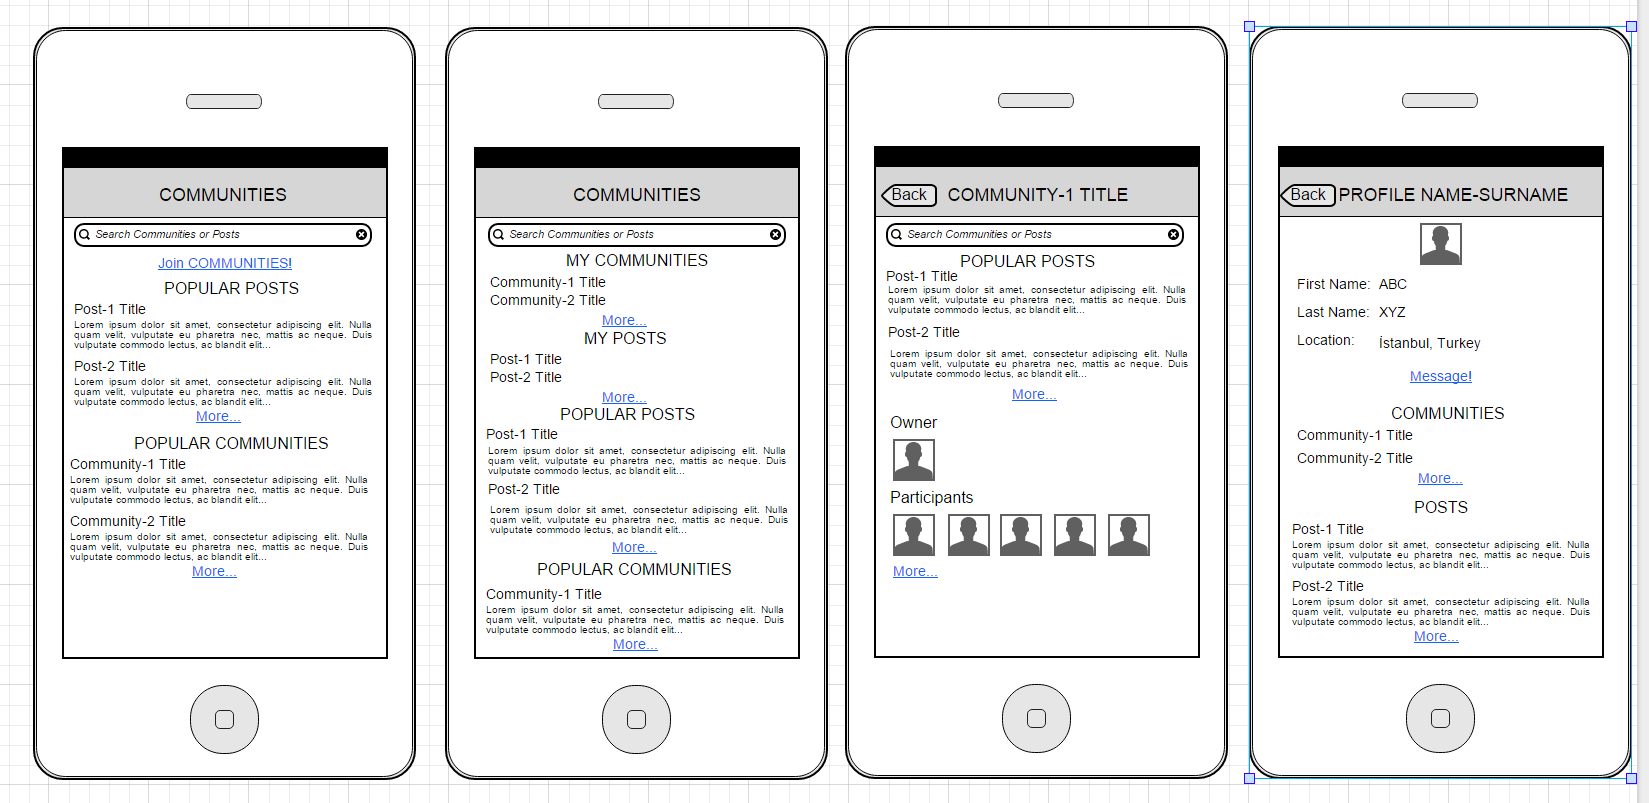 COMMUNITIES
Search Communities or Posts
Join COMMUNITIES!
POPULAR POSTS
Post-1 Title
Lorem ipsum dolor sit amet, consectetur adipiscing elit. Nulla
quam velit, vulputate eu pharetra nec, mattis ac neque. Duis
vulputate commodo lectus, ac blandit elit...
Post-2 Title
Lorem ipsum dolor sit amet, consectetur adipiscing elit. Nulla
quam velit, vulputate eu pharetra nec, mattis ac neque. Duis
vulputate commodo lectus, ac blandit elit...
More...
POPULAR COMMUNITIES
Community-1 Title
Lorem ipsum dolor sit amet, consectetur adipiscing elit. Nulla
quam velit, vulputate eu pharetra nec, mattis ac neque. Duis
vulputate commodo lectus, ac blandit elit...
Community-2 Title
Lorem ipsum dolor sit amet, consectetur adipiscing elit. Nulla
quam velit, vulputate eu pharetra nec, mattis ac neque. Duis
vulputate commodo lectus, ac blandit elit...
More...
COMMUNITIES
Search Communities or Posts
MY COMMUNITIES
Community-1 Title
Community-2 Title
More...
MY POSTS
Post-1 Title
Post-2 Title
More...
POPULAR POSTS
Post-1 Title
Lorem ipsum dolor sit amet, consectetur adipiscing elit. Nulla
quam velit, vulputate eu pharetra nec, mattis ac neque. Duis
vulputate commodo lectus, ac blandit elit...
Post-2 Title
Lorem ipsum dolor sit amet, consectetur adipiscing elit. Nulla
quam velit, vulputate eu pharetra nec, mattis ac neque. Duis
vulputate commodo lectus, ac blandit elit...
More...
POPULAR COMMUNITIES
Community-1 Title
Lorem ipsum dolor sit amet, consectetur adipiscing elit. Nulla
quam velit, vulputate eu pharetra nec, mattis ac neque. Duis
vulputate commodo lectus, ac blandit elit...
More...
Back COMMUNITY-1 TITLE
Search Communities or Posts
POPULAR POSTS
Post-1 Title
Lorem ipsum dolor sit amet, consectetur adipiscing elit. Nulla
quam velit, vulputate eu pharetra nec, mattis ac neque. Duis
vulputate commodo lectus, ac blandit elit...
Post-2 Title
Lorem ipsum dolor sit amet, consectetur adipiscing elit. Nulla
quam velit, vulputate eu pharetra nec, mattis ac neque. Duis
vulputate commodo lectus, ac blandit elit...
More...
Owner
Participants
More...
Back PROFILE NAME-SURNAME
First Name: ABC
Last Name: XYZ
Location: İstanbul, Turkey
Message!
COMMUNITIES
Community-1 Title
Community-2 Title
More...
POSTS
Post-1 Title
Lorem ipsum dolor sit amet, consectetur adipiscing elit. Nulla
quam velit, vulputate eu pharetra nec, mattis ac neque. Duis
vulputate commodo lectus, ac blandit elit...
Post-2 Title
Lorem ipsum dolor sit amet, consectetur adipiscing elit. Nulla
quam velit, vulputate eu pharetra nec, mattis ac neque. Duis
vulputate commodo lectus, ac blandit elit...
More...